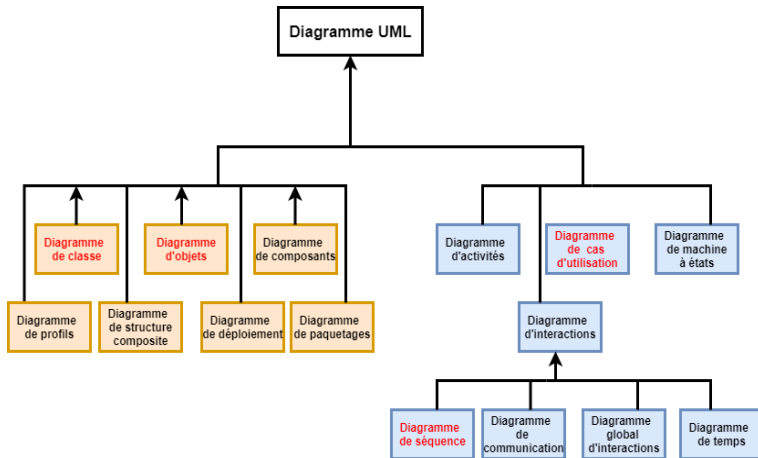 Diagramme UML
Diagramme
de classe
Diagramme
d'objets
Diagramme
de composants
Diagramme
d'activités
Diagramme
de cas
d'utilisation
Diagramme
de machine
à états
Diagramme
de profils
Diagramme
de structure
composite
Diagramme
de déploiement
Diagramme
de paquetages
Diagramme
d'interactions
Diagramme
de séquence
Diagramme
de
communication
Diagramme
global
d'interactions
Diagramme
de temps